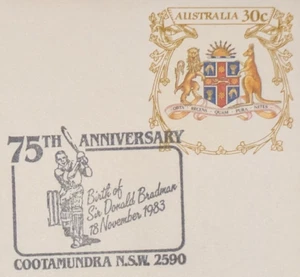 AUSTRALIA 30c
75TH ANNIVERSARY
Birth of
Sir Donald Bradman
18 November 1983
COOTAMUNDRA N.S.W. 2590